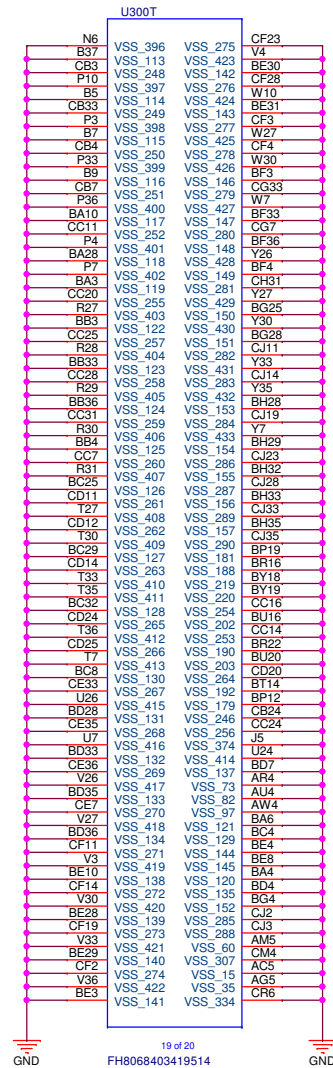 U300T
N6 VSS_396 VSS_275 CF23
B37 VSS_113 VSS_423 V4
CB3 VSS_248 VSS_142 BE30
P10 VSS_397 VSS_276 CF28
B5 VSS_114 VSS_424 W10
CB33 VSS_249 VSS_143 BE31
P3 VSS_398 VSS_277 CF3
B7 VSS_115 VSS_425 W27
CB4 VSS_250 VSS_278 CF4
P33 VSS_399 VSS_426 W30
B9 VSS_116 VSS_146 BF3
CB7 VSS_251 VSS_279 CG33
P36 VSS_400 VSS_427 W7
BA10 VSS_117 VSS_147 BF33
CC11 VSS_252 VSS_280 CG7
P4 VSS_401 VSS_148 BF36
BA28 VSS_118 VSS_428 Y26
P7 VSS_402 VSS_149 BF4
BA3 VSS_119 VSS_281 CH31
CC20 VSS_255 VSS_429 Y27
R27 VSS_403 VSS_150 BG25
BB3 VSS_122 VSS_430 Y30
CC25 VSS_257 VSS_151 BG28
R28 VSS_404 VSS_282 CJ11
BB33 VSS_123 VSS_431 Y33
CC28 VSS_258 VSS_283 CJ14
R29 VSS_405 VSS_432 Y35
BB36 VSS_124 VSS_153 BH28
CC31 VSS_259 VSS_284 CJ19
R30 VSS_406 VSS_433 Y7
BB4 VSS_125 VSS_154 BH29
CC7 VSS_260 VSS_286 CJ23
R31 VSS_407 VSS_155 BH32
BC25 VSS_126 VSS_287 CJ28
CD11 VSS_261 VSS_156 BH33
T27 VSS_408 VSS_289 CJ33
CD12 VSS_262 VSS_157 BH35
T30 VSS_409 VSS_290 CJ35
BC29 VSS_127 VSS_181 BP19
CD14 VSS_263 VSS_188 BR16
T33 VSS_410 VSS_219 BY18
T35 VSS_411 VSS_220 BY19
BC32 VSS_128 VSS_254 CC16
CD24 VSS_265 VSS_202 BU16
T36 VSS_412 VSS_253 CC14
CD25 VSS_266 VSS_190 BR22
T7 VSS_413 VSS_203 BU20
BC8 VSS_130 VSS_264 CD20
CE33 VSS_267 VSS_192 BT14
U26 VSS_415 VSS_179 BP12
BD28 VSS_131 VSS_246 CB24
CE35 VSS_268 VSS_256 CC24
U7 VSS_416 VSS_374 J5
BD33 VSS_132 VSS_414 U24
CE36 VSS_269 VSS_137 BD7
V26 VSS_417 VSS_73 AR4
BD35 VSS_133 VSS_82 AU4
CE7 VSS_270 VSS_97 AW4
V27 VSS_418 VSS_121 BA6
BD36 VSS_134 VSS_129 BC4
CF11 VSS_271 VSS_144 BE4
V3 VSS_419 VSS_145 BE8
BE10 VSS_138 VSS_120 BA4
CF14 VSS_272 VSS_135 BD4
V30 VSS_420 VSS_152 BG4
BE28 VSS_139 VSS_285 CJ2
CF19 VSS_273 VSS_288 CJ3
V33 VSS_421 VSS_60 AM5
BE29 VSS_140 VSS_307 CM4
CF2 VSS_274 VSS_15 AC5
V36 VSS_422 VSS_35 AG5
BE3 VSS_141 VSS_334 CR6
19 of 20
GND FH8068403419514 GND